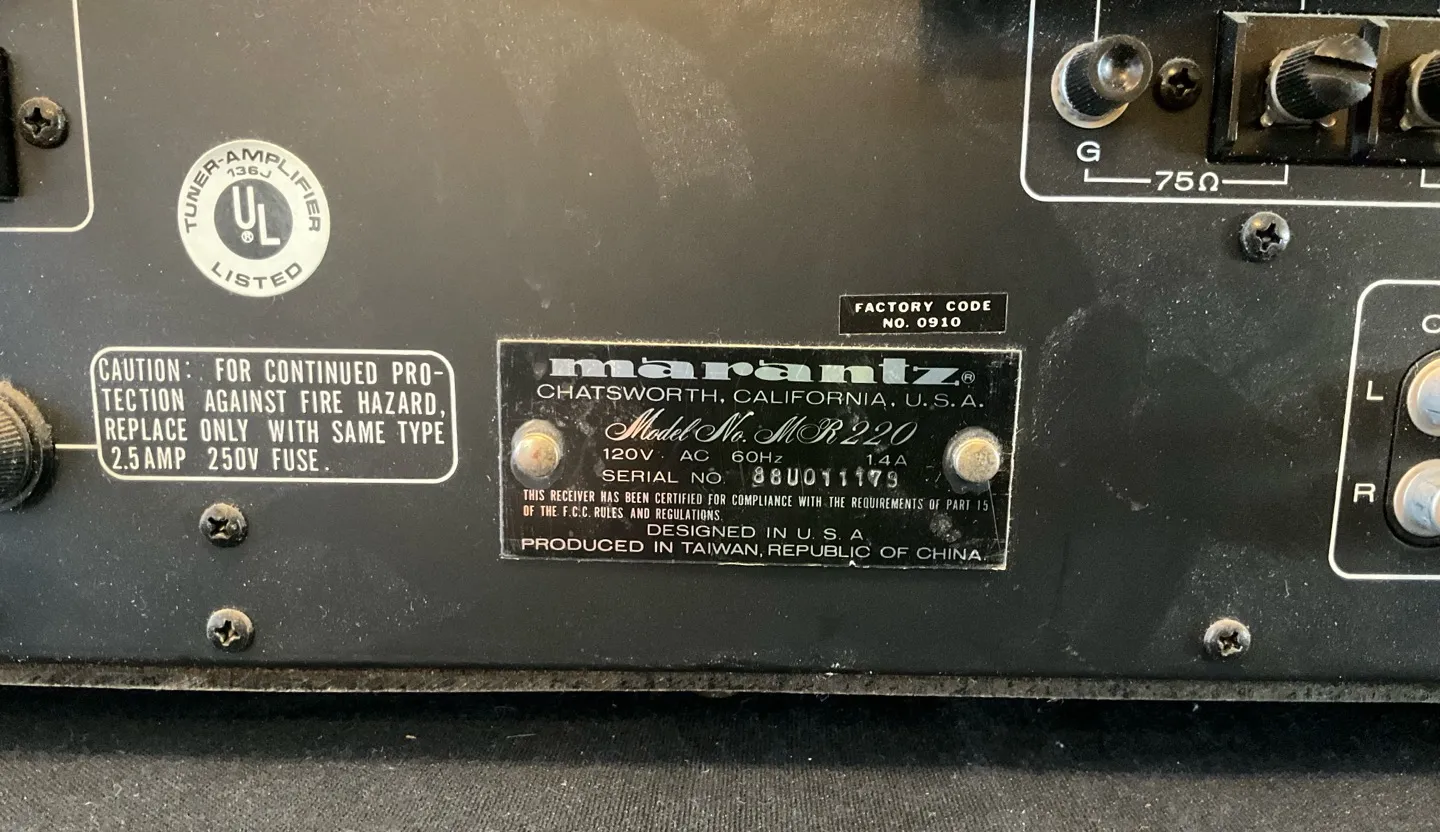 G
75Ω
TUNER-AMPLIFIER
136J
UL®
LISTED
FACTORY CODE
NO. 0910
CAUTION: FOR CONTINUED PRO-
TECTION AGAINST FIRE HAZARD,
REPLACE ONLY WITH SAME TYPE
2.5AMP 250V FUSE.
marantz®
CHATSWORTH, CALIFORNIA, U.S.A.
Model No. MR220
120V AC 60Hz 1.4A
SERIAL NO.
THIS RECEIVER HAS BEEN CERTIFIED FOR COMPLIANCE WITH THE REQUIREMENTS OF PART 15
OF THE F.C.C. RULES AND REGULATIONS.
DESIGNED IN U.S.A
PRODUCED IN TAIWAN, REPUBLIC OF CHINA.
L
R